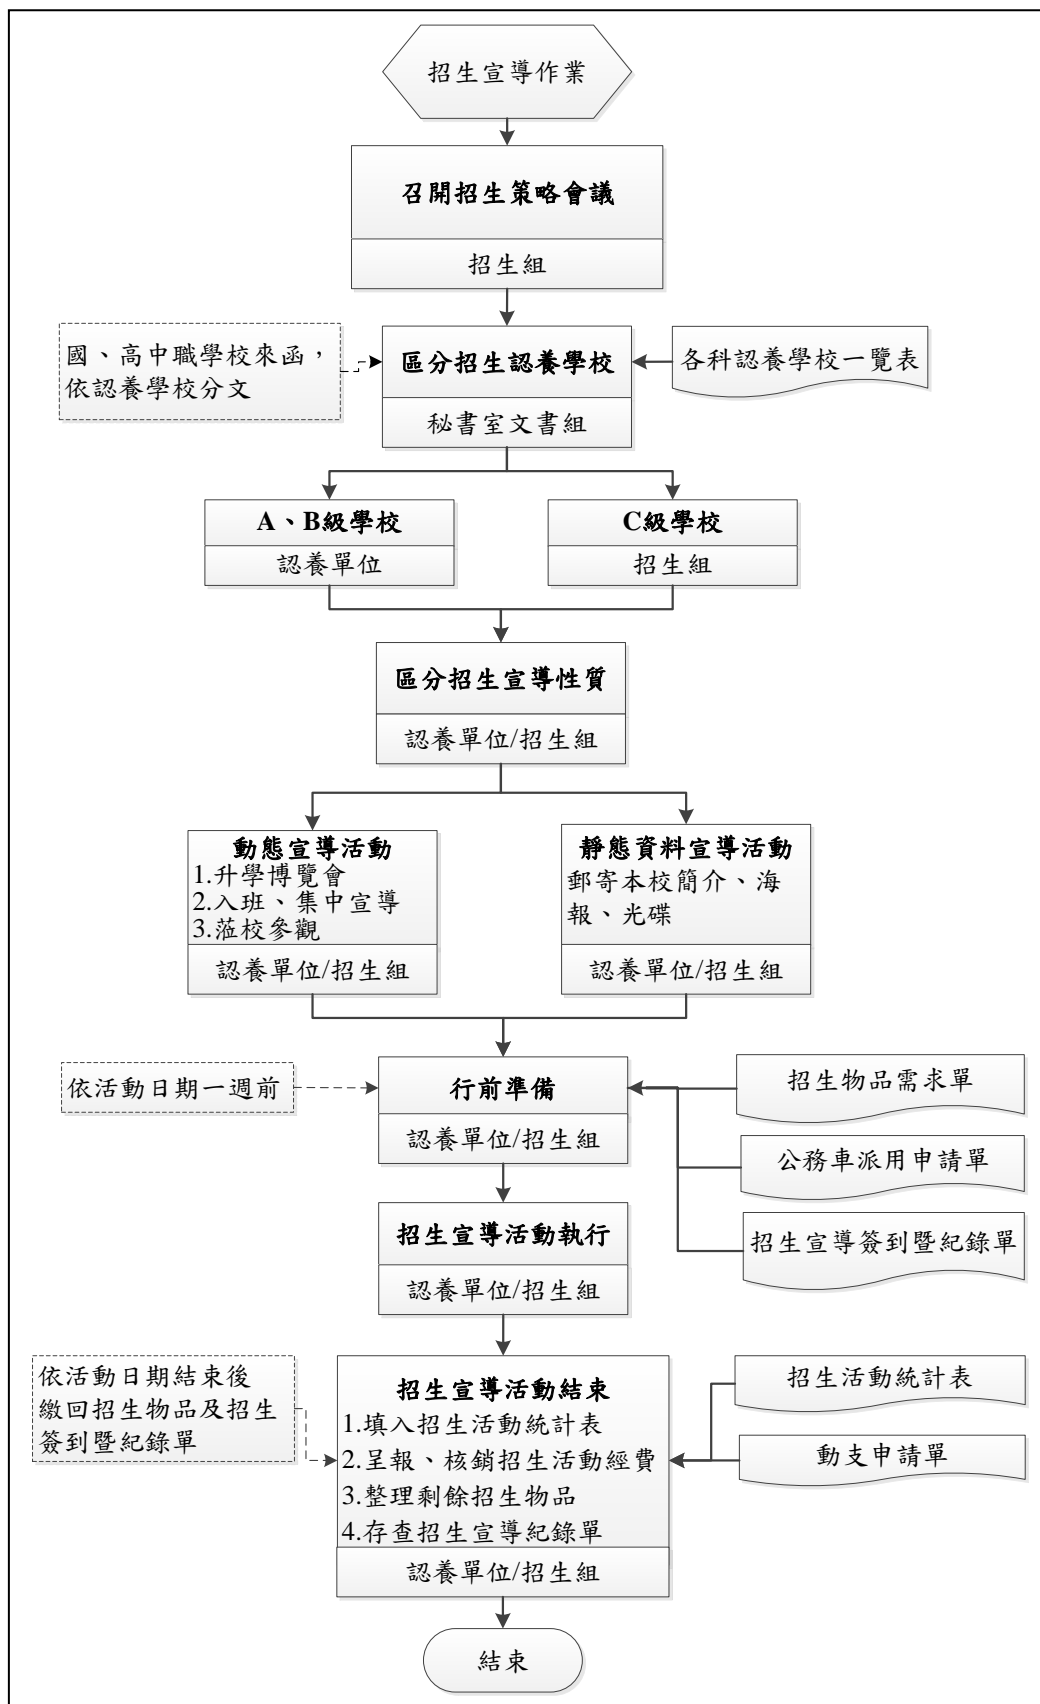 招生宣導作業
召開招生策略會議
招生組
國、高中職學校來函，
依認養學校分文
區分招生認養學校
秘書室文書組
各科認養學校一覽表
A、B級學校
認養單位
C級學校
招生組
區分招生宣導性質
認養單位/招生組
動態宣導活動
1.升學博覽會
2.入班、集中宣導
3.蒞校參觀
認養單位/招生組
靜態資料宣導活動
郵寄本校簡介、海
報、光碟
認養單位/招生組
依活動日期一週前
行前準備
認養單位/招生組
招生物品需求單
公務車派用申請單
招生宣導簽到暨紀錄單
招生宣導活動執行
認養單位/招生組
依活動日期結束後
繳回招生物品及招生
簽到暨紀錄單
招生宣導活動結束
1.填入招生活動統計表
2.呈報、核銷招生活動經費
3.整理剩餘招生物品
4.存查招生宣導紀錄單
認養單位/招生組
招生活動統計表
動支申請單
結束